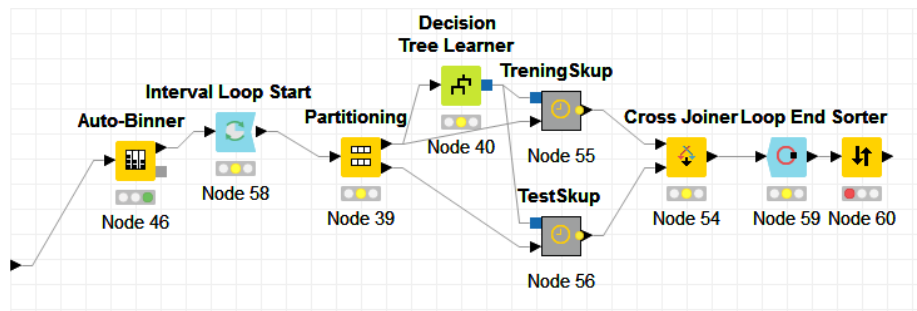 Decision
Tree Learner
TreningSkup
Interval Loop Start
Partitioning
Auto-Binner
Cross Joiner
Loop End
Sorter
Node 40
Node 55
Node 58
Node 46
Node 39
TestSkup
Node 54
Node 59
Node 60
Node 56